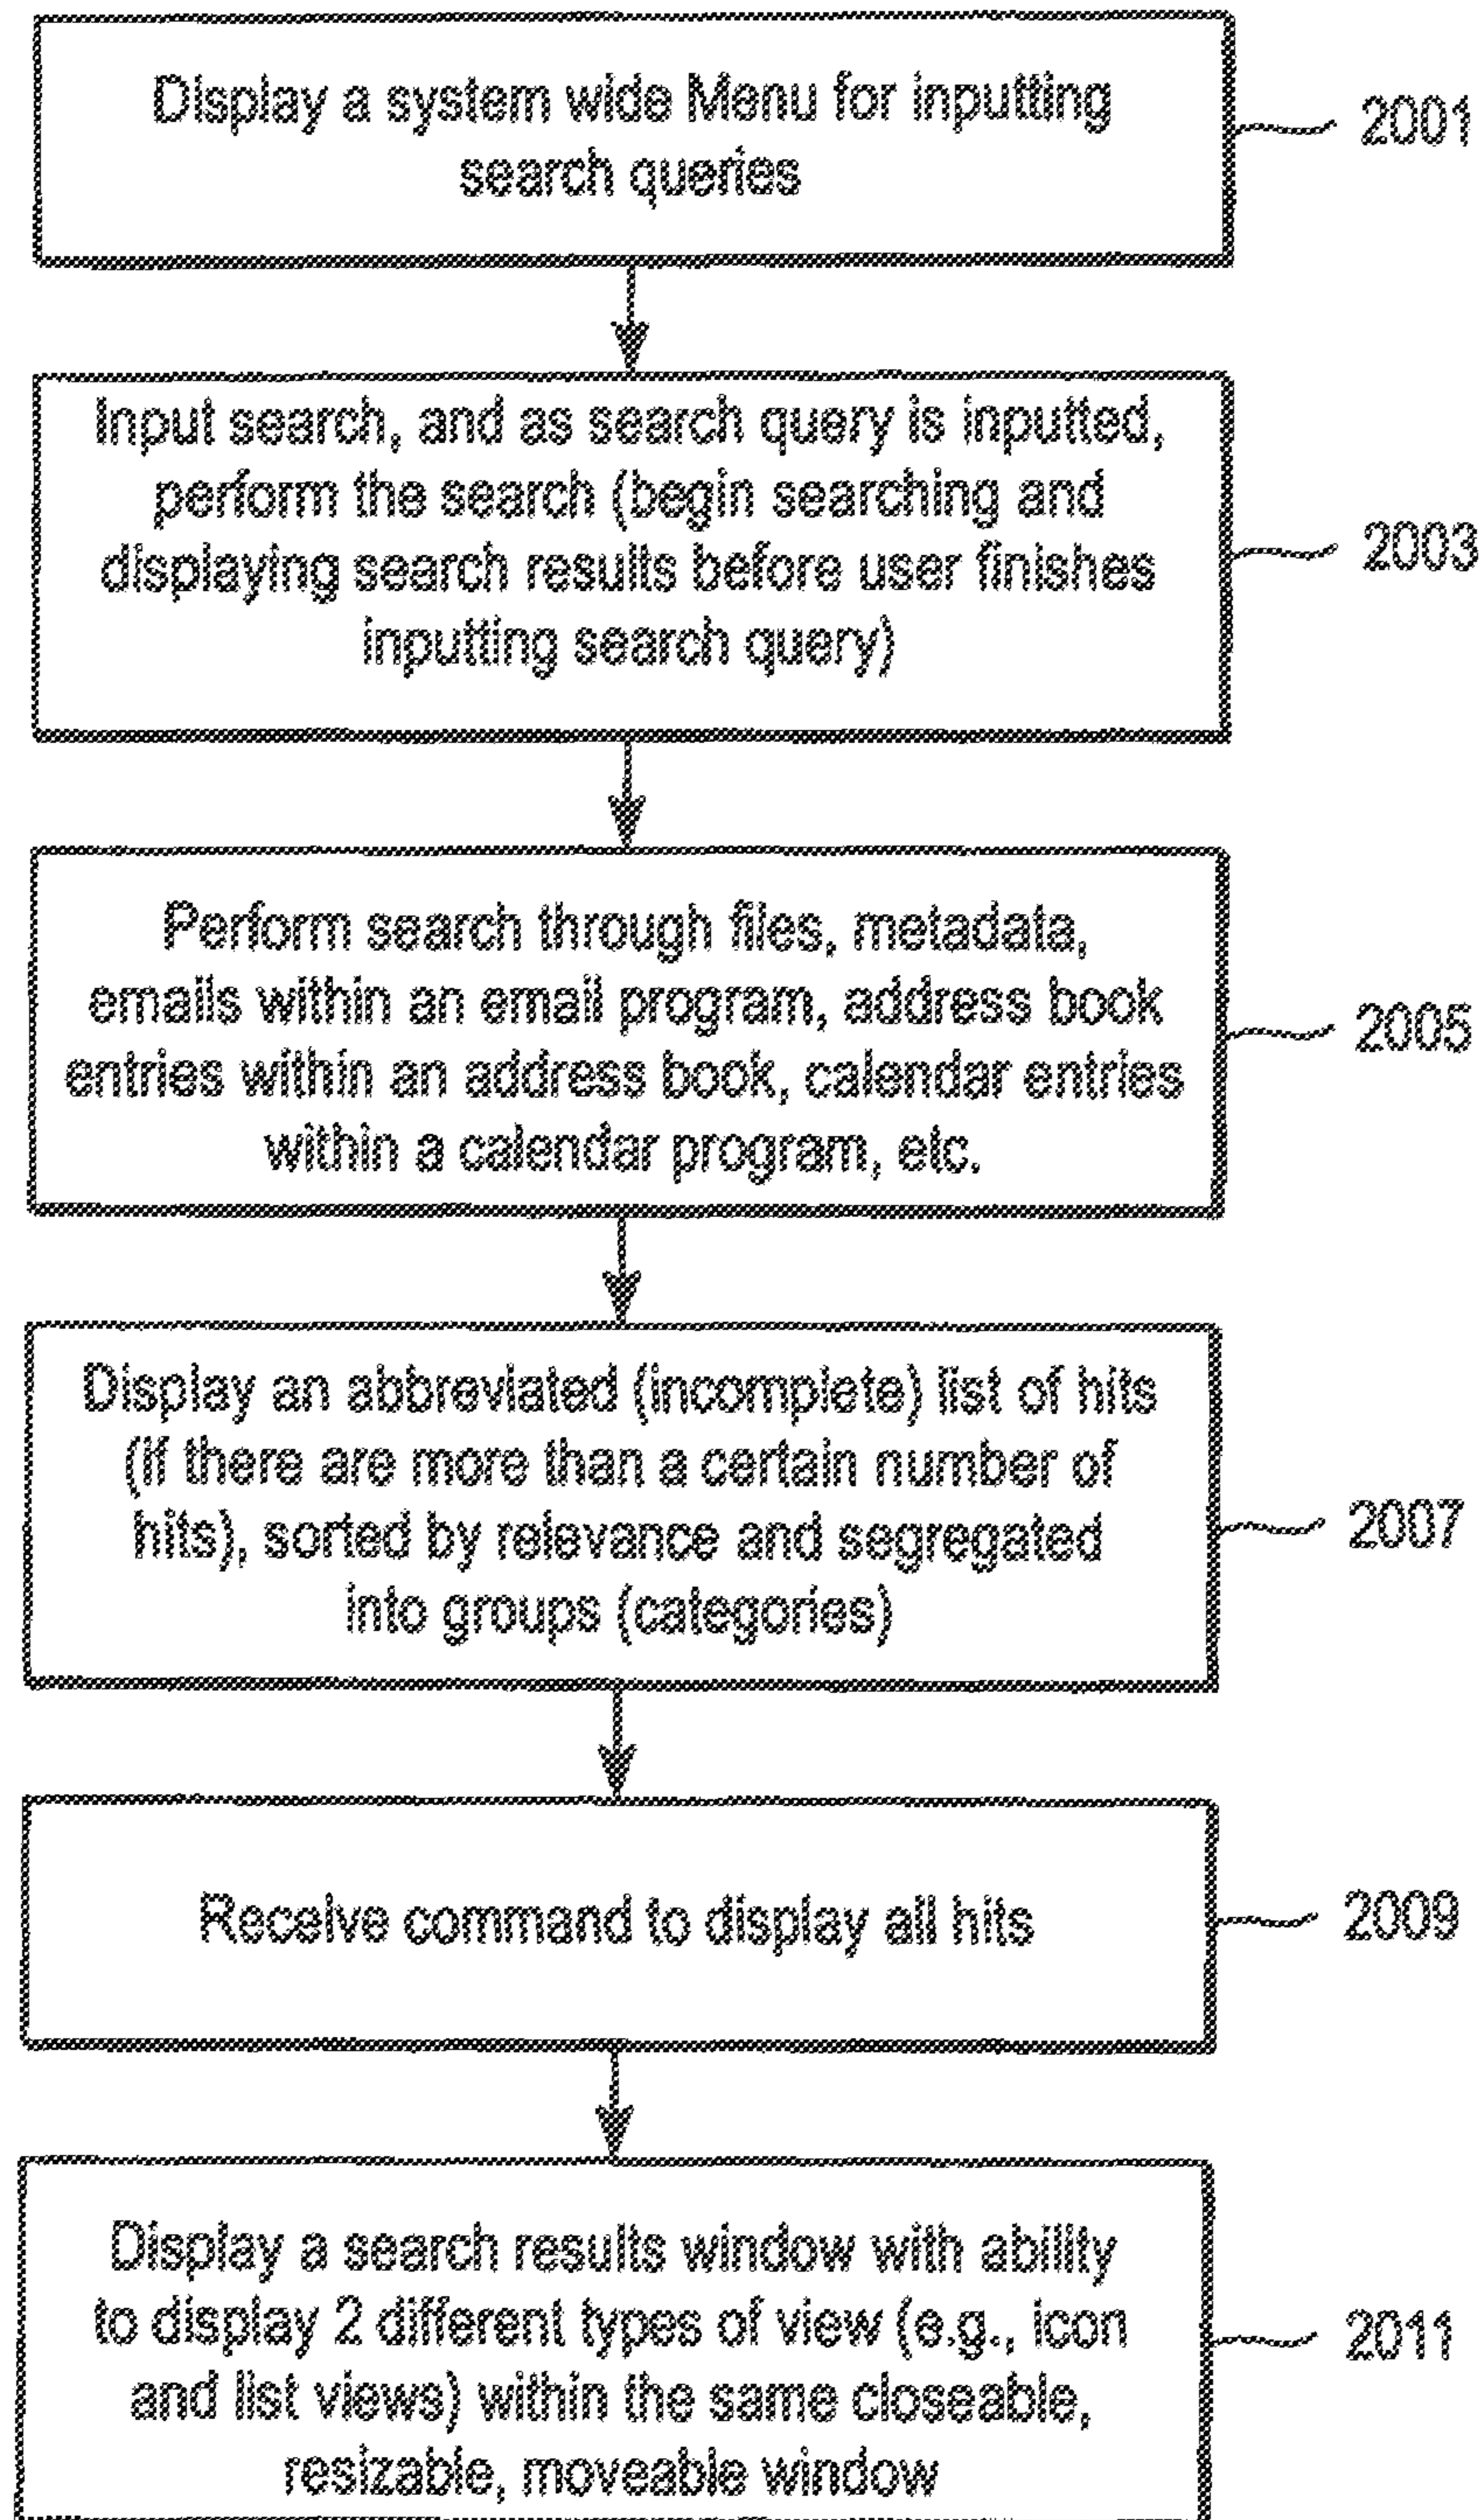 Display a system wide Menu for inputting
search queries
2001
Input search, and as search query is inputted,
perform the search (begin searching and
displaying search results before user finishes
inputting search query)
2003
Perform search through files, metadata,
emails within an email program, address book
entries within an address book, calendar entries
within a calendar program, etc.
2005
Display an abbreviated (incomplete) list of hits
(if there are more than a certain number of
hits), sorted by relevance and segregated
into groups (categories)
2007
Receive command to display all hits
2009
Display a search results window with ability
to display 2 different types of view (e.g., icon
and list views) within the same closeable,
resizable, moveable window
2011